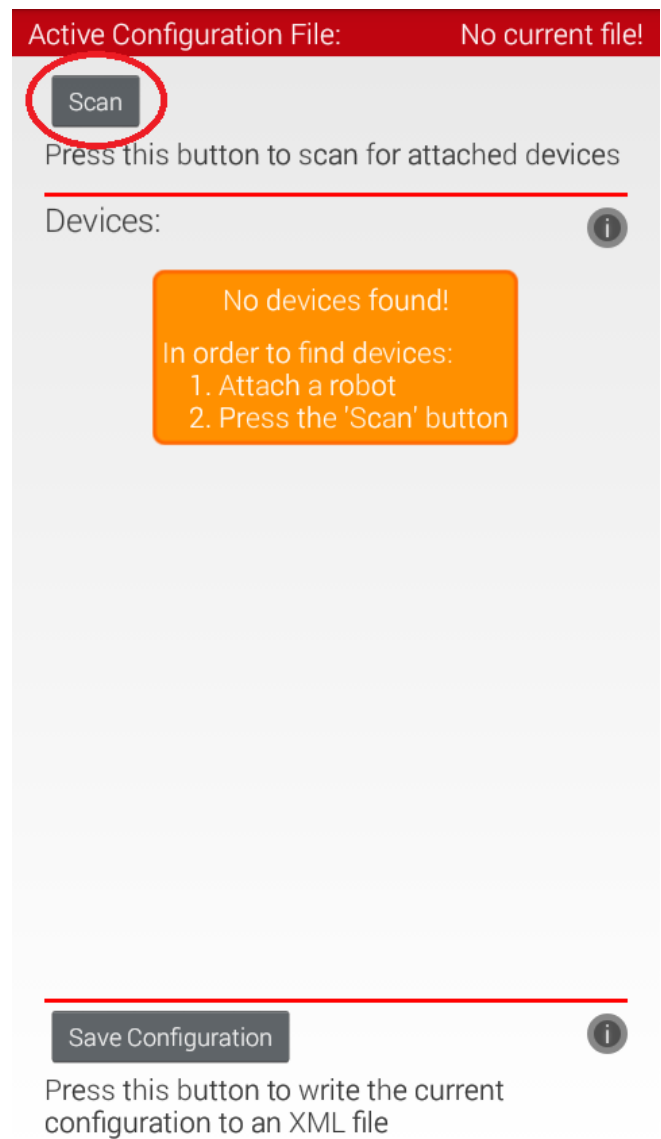 Active Configuration File: No current file!
Scan
Press this button to scan for attached devices
Devices:
i
No devices found!
In order to find devices:
1. Attach a robot
2. Press the 'Scan' button
Save Configuration
i
Press this button to write the current
configuration to an XML file